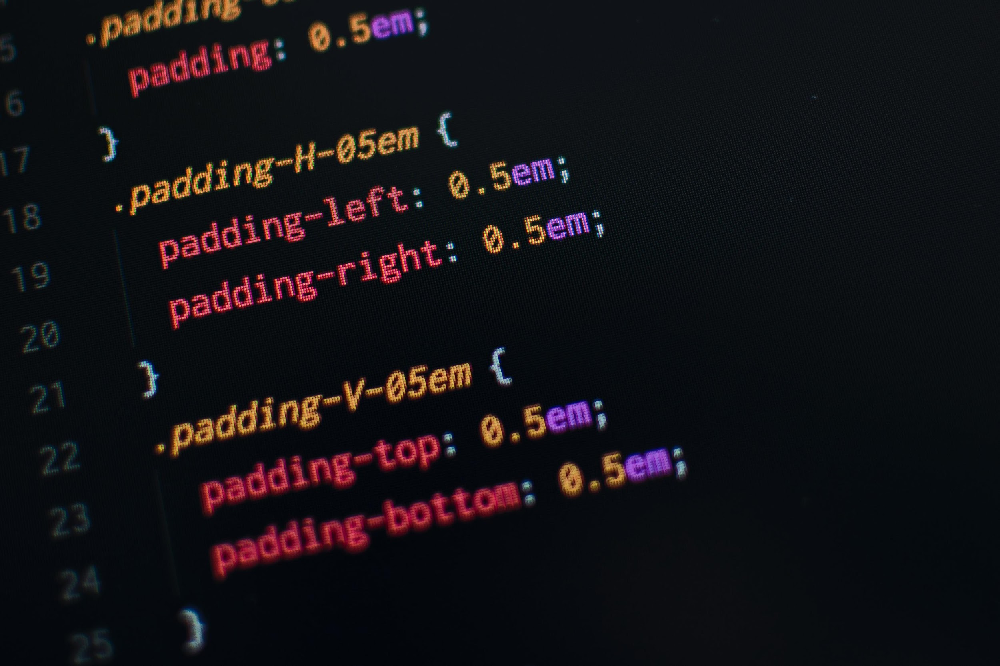 5 .padding-
6 padding: 0.5em;
17 }
18 .padding-H-05em {
19 padding-left: 0.5em;
20 padding-right: 0.5em;
21 }
22 .padding-V-05em {
23 padding-top: 0.5em;
24 padding-bottom: 0.5em;
25 }